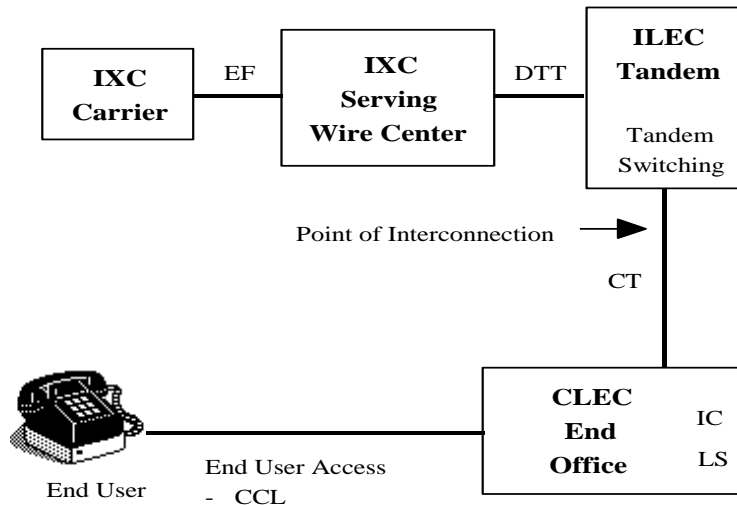 IXC
Carrier
EF
IXC
Serving
Wire Center
DTT
ILEC
Tandem
Tandem
Switching
Point of Interconnection
CT
CLEC
End
Office
IC
LS
End User
End User Access
- CCL